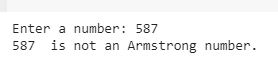 Enter a number: 587
587  is not an Armstrong number.